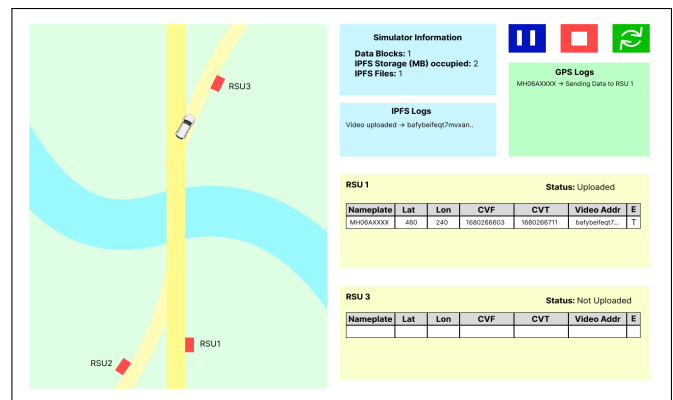 RSU3
RSU1
RSU2
Simulator Information
Data Blocks: 1
IPFS Storage (MB) occupied: 2
IPFS Files: 1
IPFS Logs
Video uploaded → bafybeifeqt7mvxan..
GPS Logs
MH06AXXXX → Sending Data to RSU 1
RSU 1 Status: Uploaded
Nameplate Lat Lon CVF CVT Video Addr E
MH06AXXXX 460 240 1680266603 1680266711 bafybeifeqt7... T
RSU 3 Status: Not Uploaded
Nameplate Lat Lon CVF CVT Video Addr E